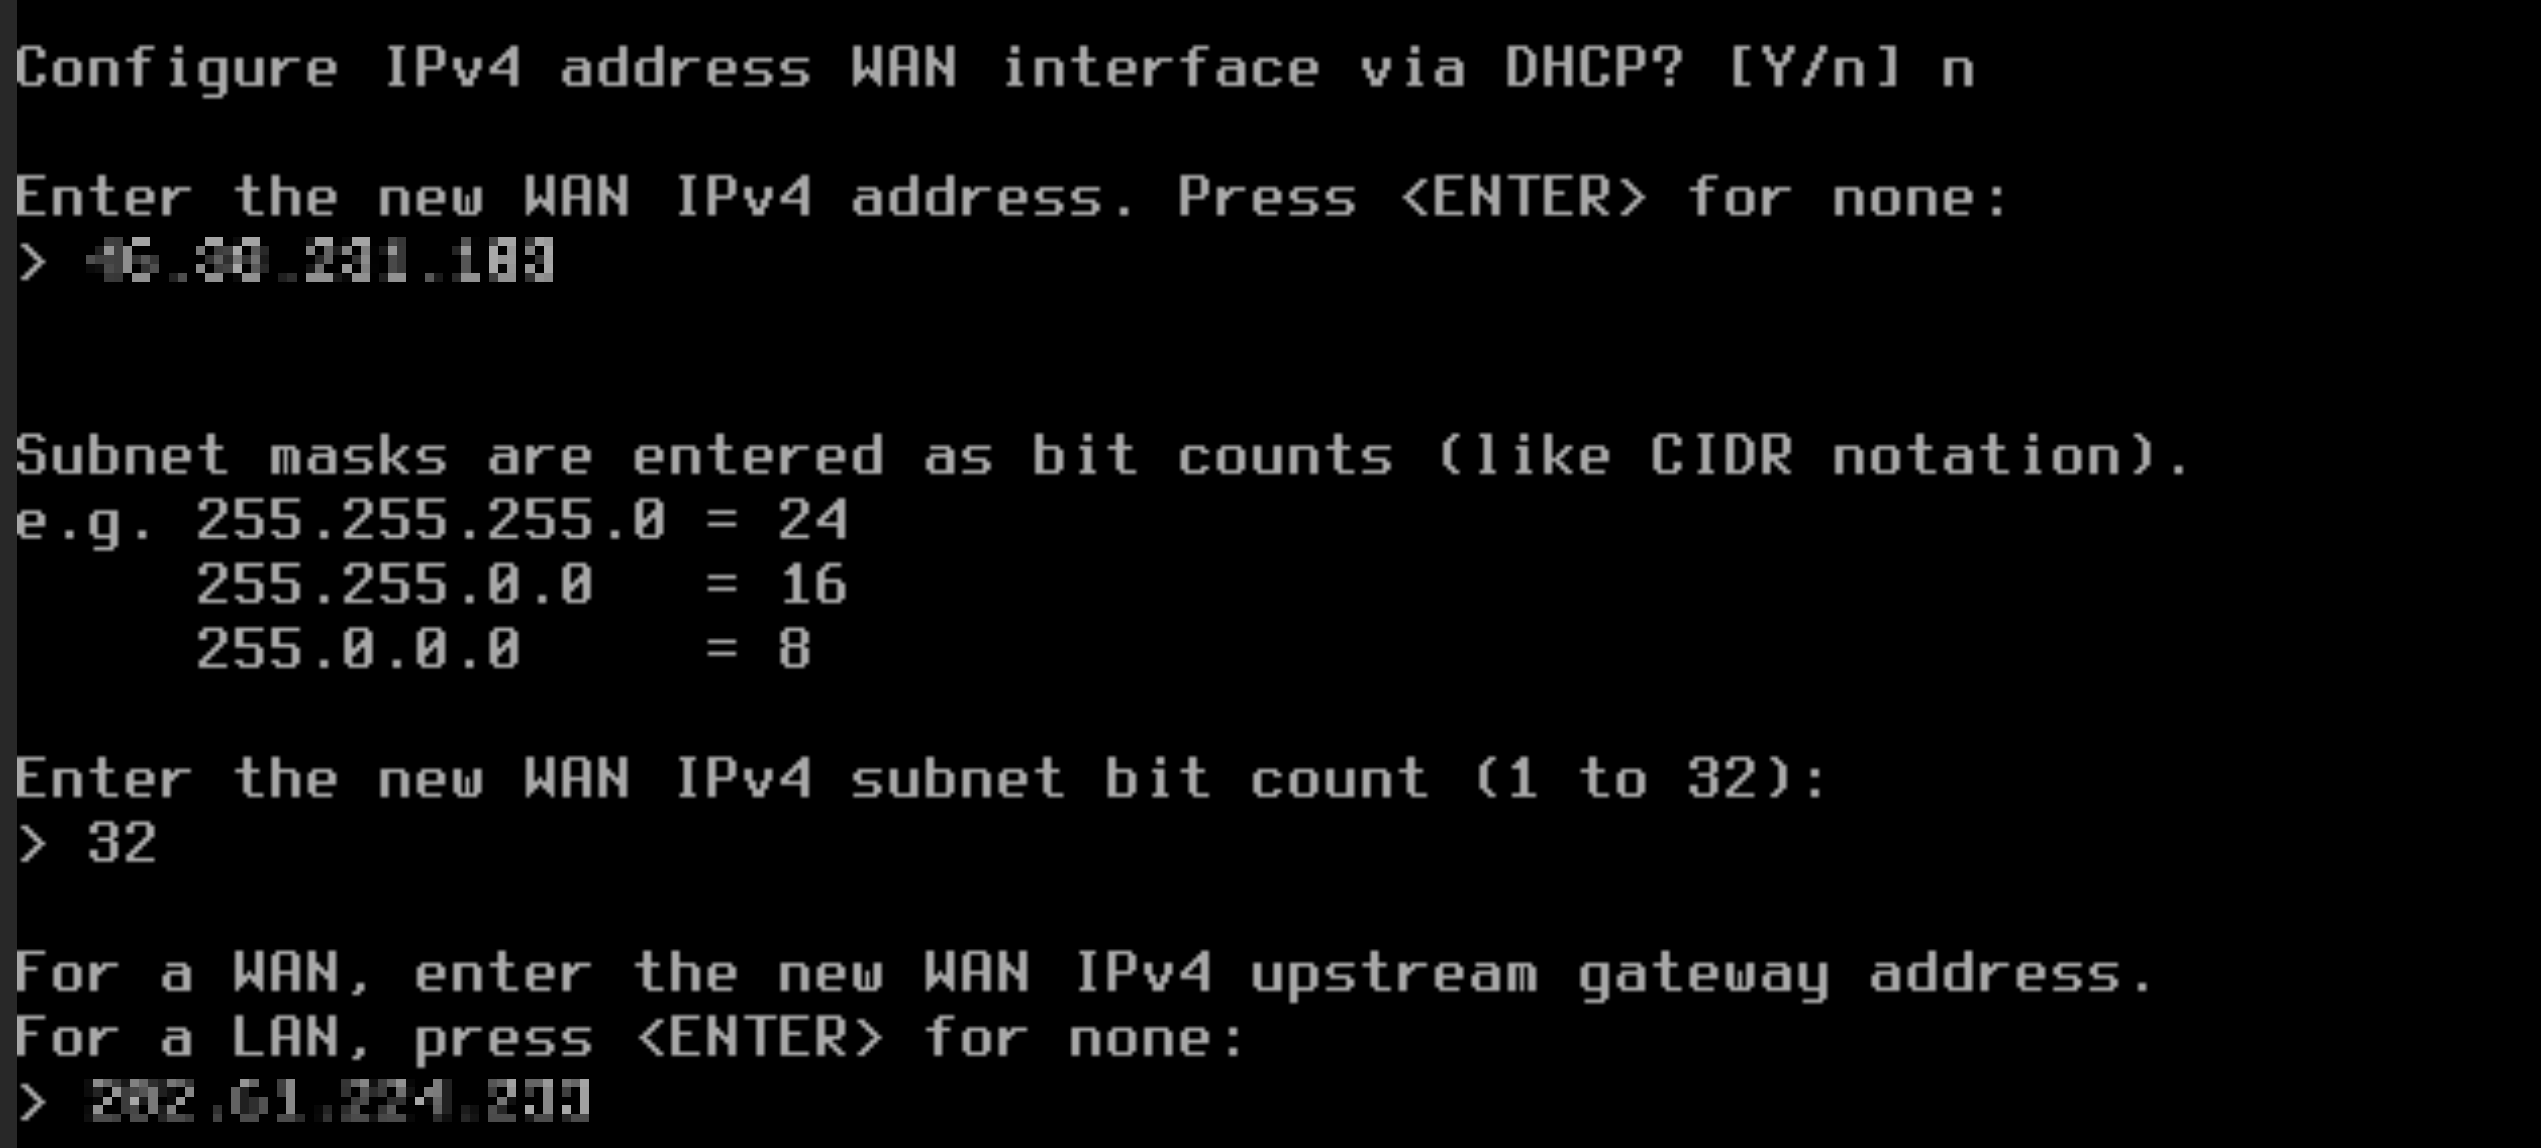 Configure IPv4 address WAN interface via DHCP? [Y/n] n
Enter the new WAN IPv4 address. Press <ENTER> for none:
>
Subnet masks are entered as bit counts (like CIDR notation).
e.g. 255.255.255.0 = 24
255.255.0.0 = 16
255.0.0.0 = 8
Enter the new WAN IPv4 subnet bit count (1 to 32):
> 32
For a WAN, enter the new WAN IPv4 upstream gateway address.
For a LAN, press <ENTER> for none:
>